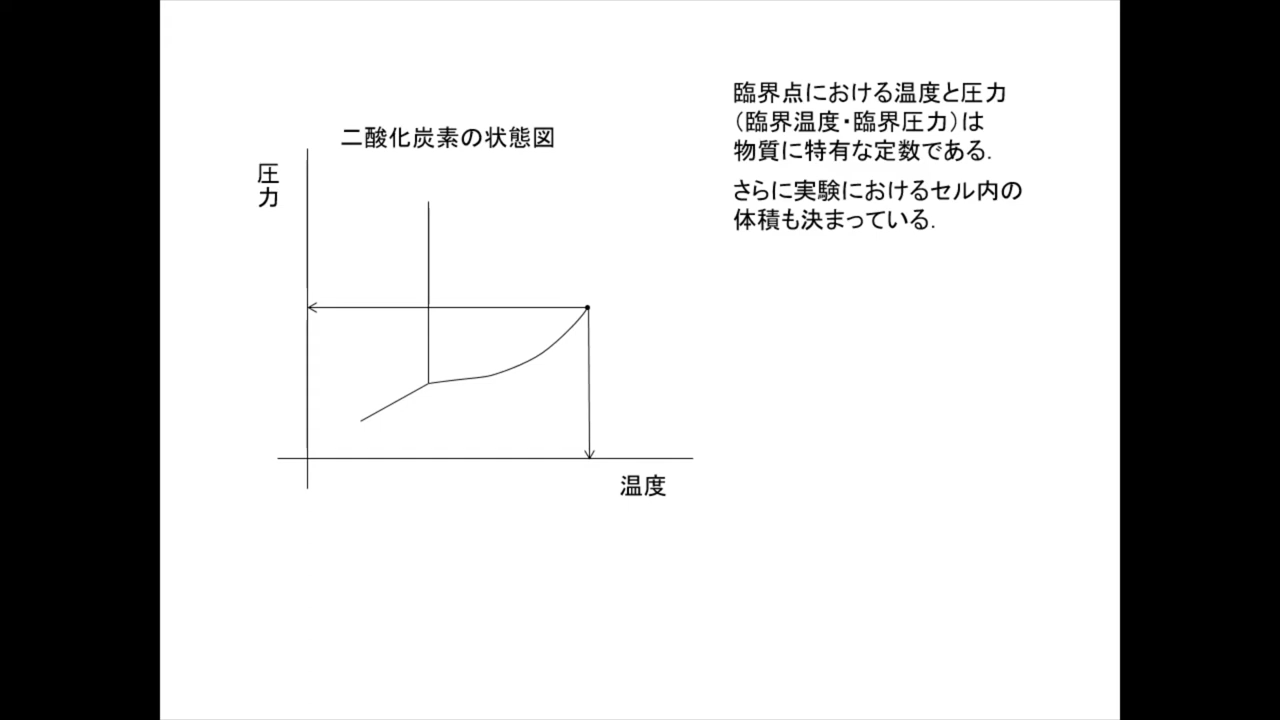 二酸化炭素の状態図
圧力
温度
臨界点における温度と圧力
（臨界温度・臨界圧力）は
物質に特有な定数である.
さらに実験におけるセル内の
体積も決まっている.